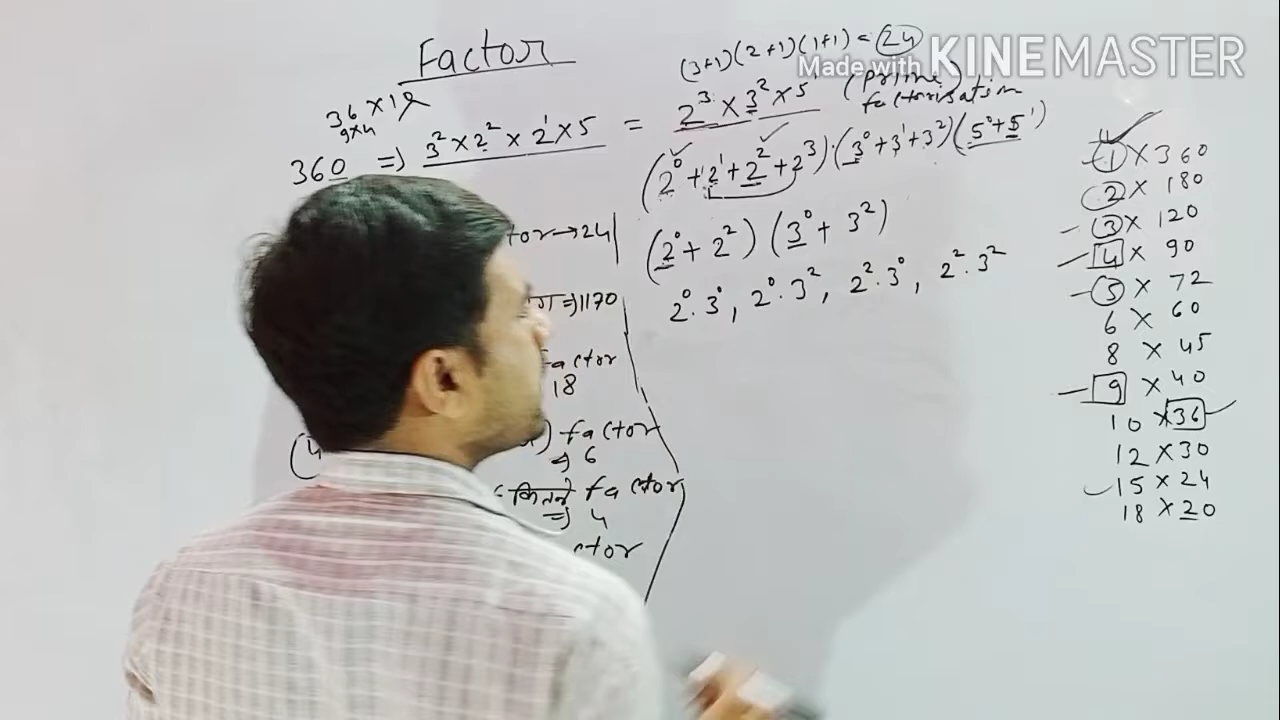 Factor
36 × 10
9×4
360 => 3² × 2² × 2¹ × 5 = 2³ × 3² × 5¹ (prime factorisation)
(3+1)(2+1)(1+1) = 24
Made with KINEMASTER
(2⁰ + 2¹ + 2² + 2³)·(3⁰ + 3¹ + 3²)(5⁰ + 5¹)
(2⁰ + 2²) (3⁰ + 3²)
2⁰·3⁰, 2⁰·3², 2²·3⁰, 2²·3²
tor → 24
=> 1170
Factor
18
factor
6
कितने factor
=> 4
ctor
1 × 360
2 × 180
3 × 120
4 × 90
5 × 72
6 × 60
8 × 45
9 × 40
10 × 36
12 × 30
15 × 24
18 × 20